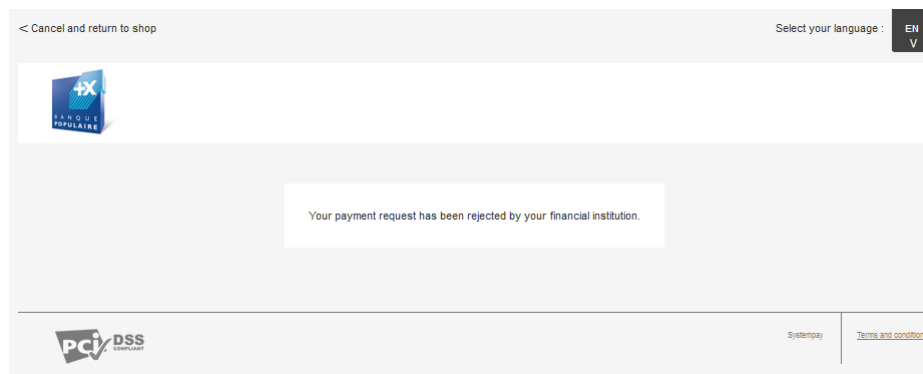 < Cancel and return to shop
Select your language :
EN
V
+X
BANQUE
POPULAIRE
Your payment request has been rejected by your financial institution.
PCI DSS
COMPLIANT
Systempay
Terms and condition